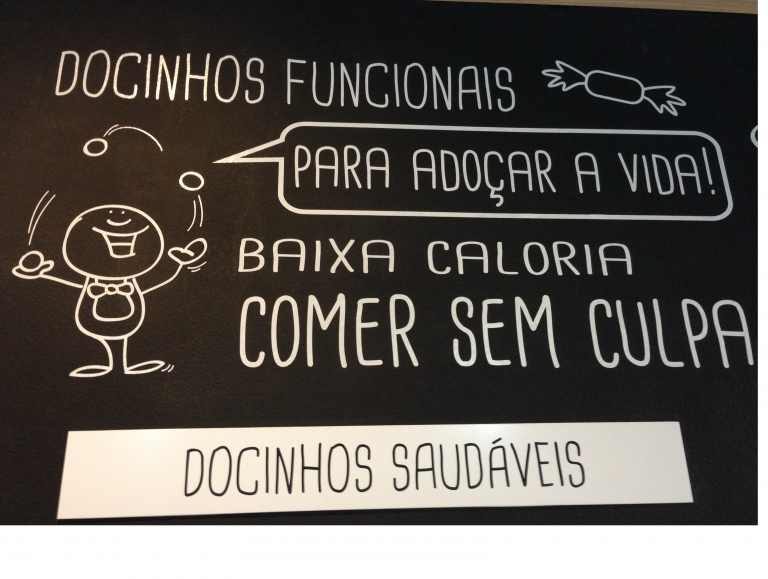 DOCINHOS FUNCIONAIS
PARA ADOÇAR A VIDA!
BAIXA CALORIA
COMER SEM CULPA
DOCINHOS SAUDÁVEIS